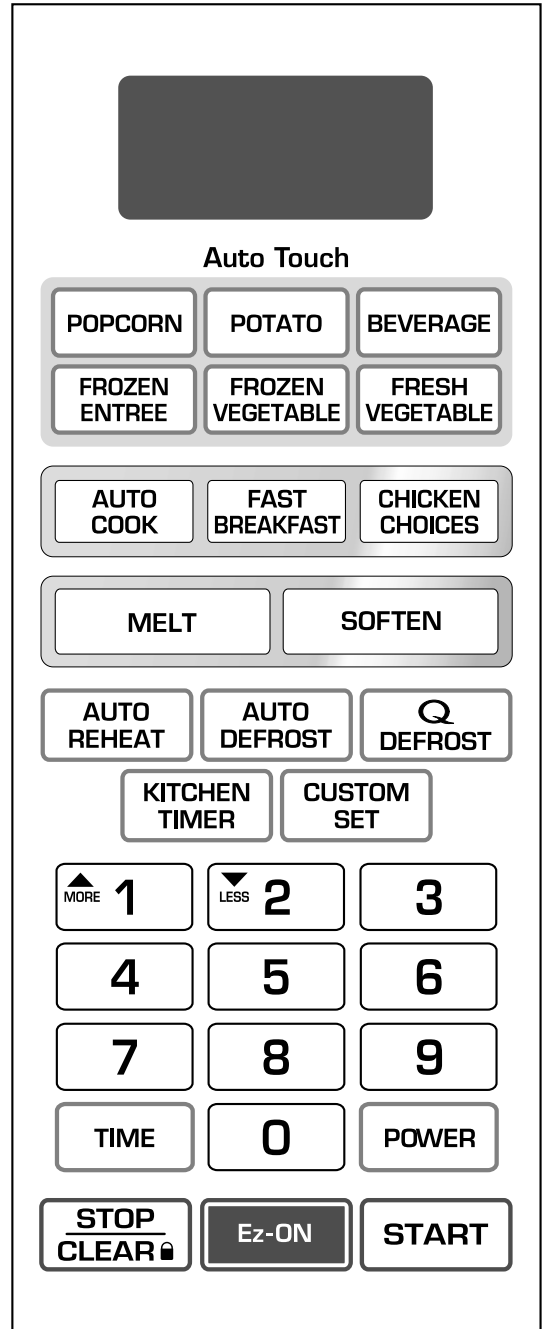 Auto Touch
POPCORN POTATO BEVERAGE
FROZEN ENTREE FROZEN VEGETABLE FRESH VEGETABLE
AUTO COOK FAST BREAKFAST CHICKEN CHOICES
MELT SOFTEN
AUTO REHEAT AUTO DEFROST Q DEFROST
KITCHEN TIMER CUSTOM SET
MORE 1 LESS 2 3
4 5 6
7 8 9
TIME 0 POWER
STOP CLEAR Ez-ON START